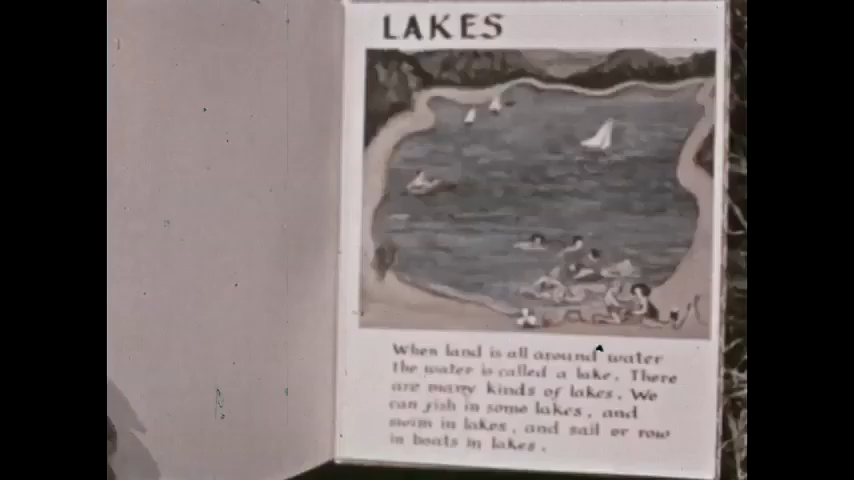 LAKES
When land is all around water
the water is called a lake. There
are many kinds of lakes. We
can fish in some lakes, and
swim in lakes, and sail or row
in boats in lakes.